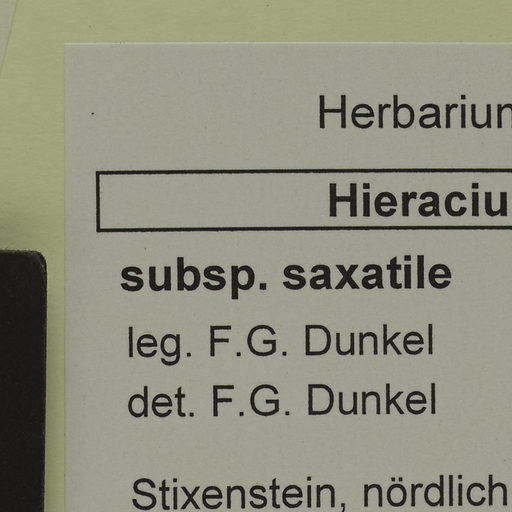 Herbariu
Hieraciu
subsp. saxatile
leg. F.G. Dunkel
det. F.G. Dunkel
Stixenstein, nördlich